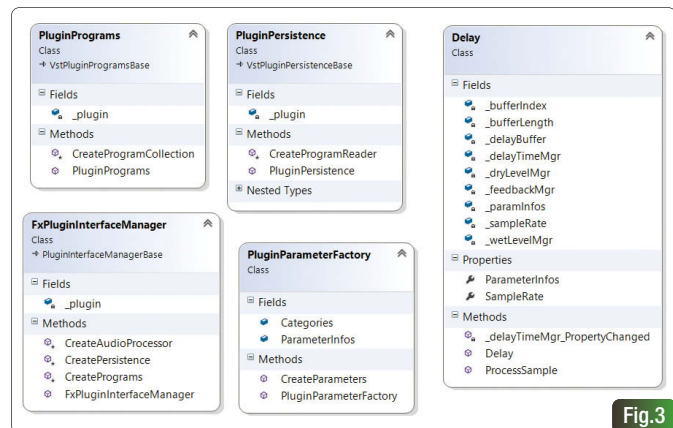 PluginPrograms
Class
VstPluginProgramsBase
Fields
_plugin
Methods
CreateProgramCollection
PluginPrograms
PluginPersistence
Class
VstPluginPersistenceBase
Fields
_plugin
Methods
CreateProgramReader
PluginPersistence
Nested Types
Delay
Class
Fields
_bufferIndex
_bufferLength
_delayBuffer
_delayTimeMgr
_dryLevelMgr
_feedbackMgr
_paramInfos
_sampleRate
_wetLevelMgr
Properties
ParameterInfos
SampleRate
Methods
_delayTimeMgr_PropertyChanged
Delay
ProcessSample
FxPluginInterfaceManager
Class
PluginInterfaceManagerBase
Fields
_plugin
Methods
CreateAudioProcessor
CreatePersistence
CreatePrograms
FxPluginInterfaceManager
PluginParameterFactory
Class
Fields
Categories
ParameterInfos
Methods
CreateParameters
PluginParameterFactory
Fig.3